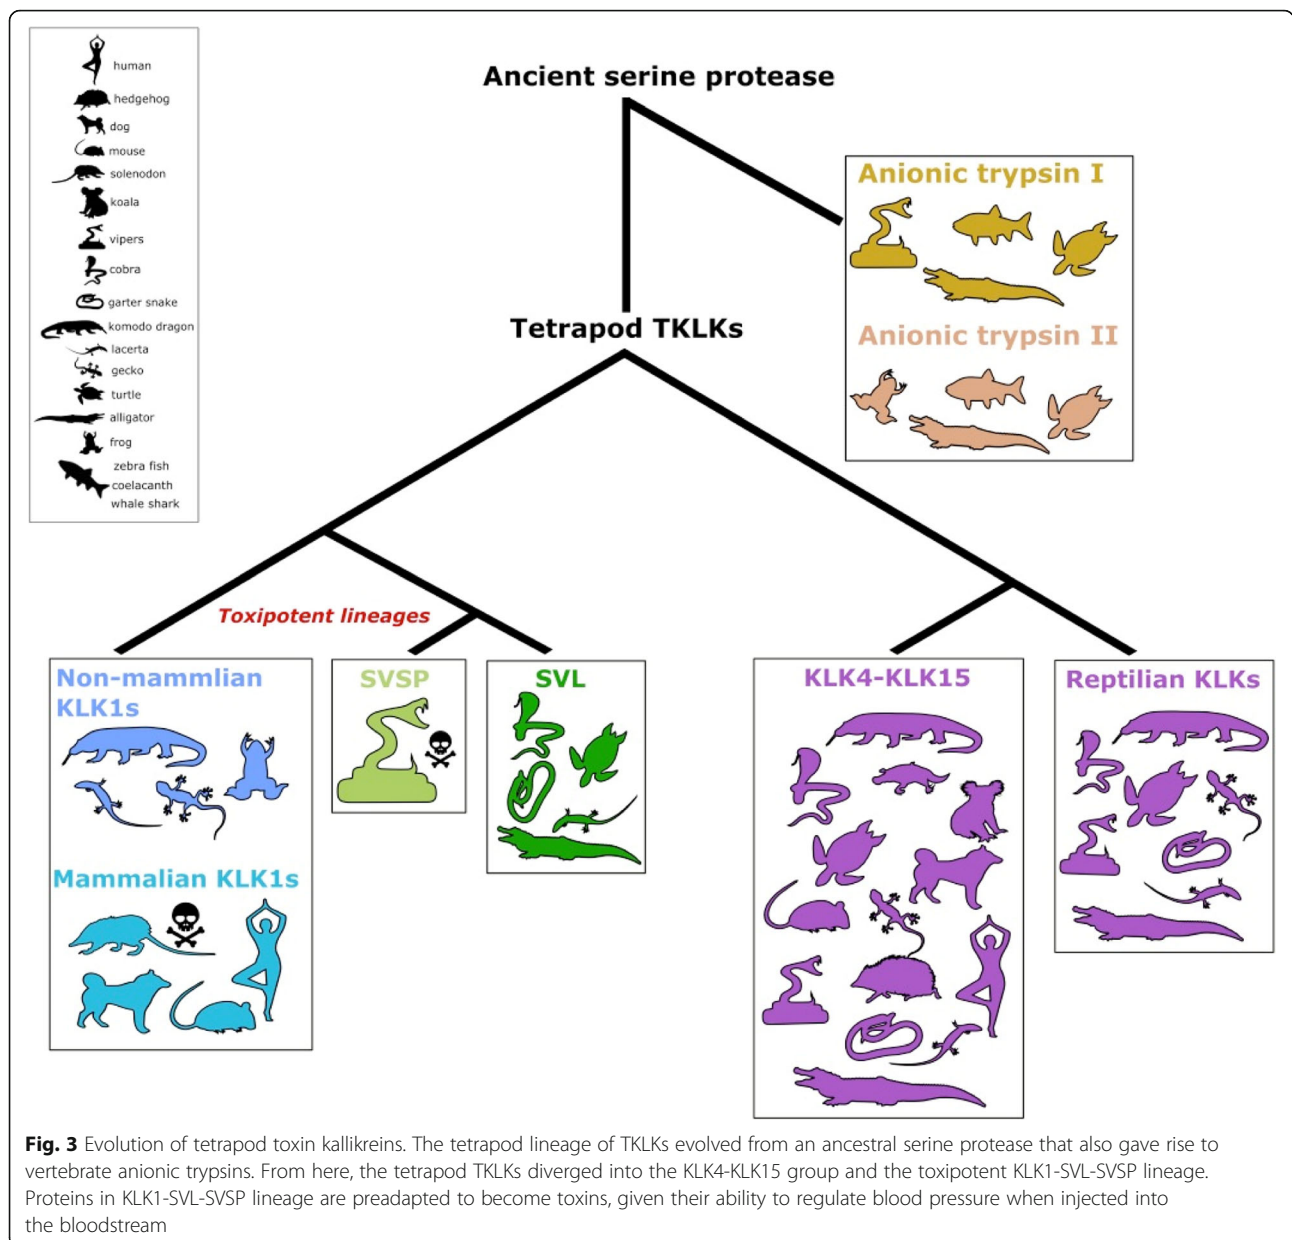 human
hedgehog
dog
mouse
solenodon
koala
vipers
cobra
garter snake
komodo dragon
lacerta
gecko
turtle
alligator
frog
zebra fish
coelacanth
whale shark
Ancient serine protease
Anionic trypsin I
Anionic trypsin II
Tetrapod TKLKs
Toxipotent lineages
Non-mammlian
KLK1s
Mammalian KLK1s
SVSP
SVL
KLK4-KLK15
Reptilian KLKs
Fig. 3 Evolution of tetrapod toxin kallikreins. The tetrapod lineage of TKLKs evolved from an ancestral serine protease that also gave rise to
vertebrate anionic trypsins. From here, the tetrapod TKLKs diverged into the KLK4-KLK15 group and the toxipotent KLK1-SVL-SVSP lineage.
Proteins in KLK1-SVL-SVSP lineage are preadapted to become toxins, given their ability to regulate blood pressure when injected into
the bloodstream